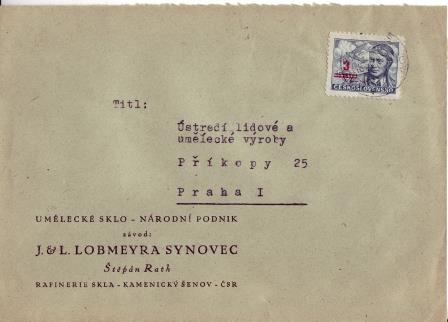 3
ČESKOSLOVENSKO
Titl:
Ústředí lidové a
umělecké výroby
Příkopy 25
Praha I
UMĚLECKÉ SKLO - NÁRODNÍ PODNIK
závod:
J. & L. LOBMEYRA SYNOVEC
Štěpán Rath
RAFINERIE SKLA - KAMENICKÝ ŠENOV - ČSR